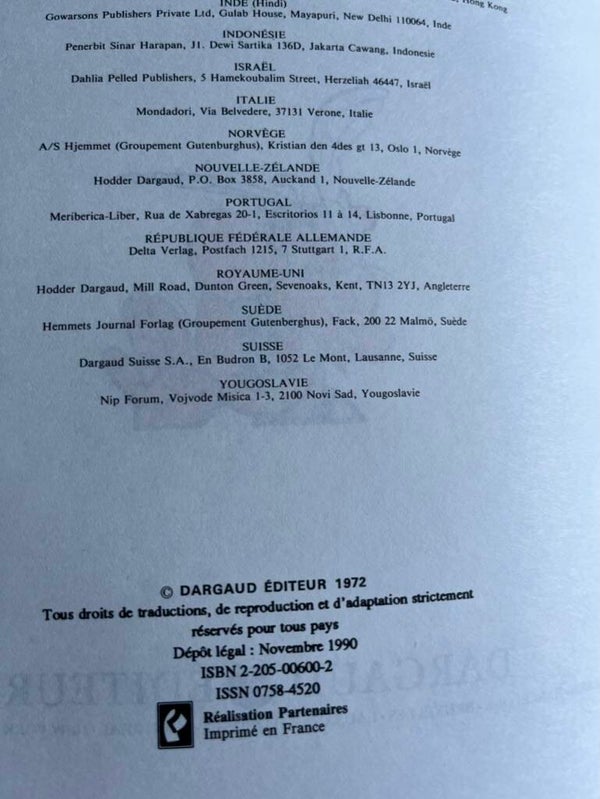 Hong Kong
INDE (Hindi)
Gowarsons Publishers Private Ltd, Gulab House, Mayapuri, New Delhi 110064, Inde
INDONÉSIE
Penerbit Sinar Harapan, J1. Dewi Sartika 136D, Jakarta Cawang, Indonesie
ISRAËL
Dahlia Pelled Publishers, 5 Hamekoubalim Street, Herzeliah 46447, Israël
ITALIE
Mondadori, Via Belvedere, 37131 Verone, Italie
NORVÈGE
A/S Hjemmet (Groupement Gutenburghus), Kristian den 4des gt 13, Oslo 1, Norvège
NOUVELLE-ZÉLANDE
Hodder Dargaud, P.O. Box 3858, Auckand 1, Nouvelle-Zélande
PORTUGAL
Meriberica-Liber, Rua de Xabregas 20-1, Escritorios 11 à 14, Lisbonne, Portugal
RÉPUBLIQUE FÉDÉRALE ALLEMANDE
Delta Verlag, Postfach 1215, 7 Stuttgart 1, R.F.A.
ROYAUME-UNI
Hodder Dargaud, Mill Road, Dunton Green, Sevenoaks, Kent, TN13 2YJ, Angleterre
SUÈDE
Hemmets Journal Forlag (Groupement Gutenberghus), Fack, 200 22 Malmö, Suède
SUISSE
Dargaud Suisse S.A., En Budron B, 1052 Le Mont, Lausanne, Suisse
YOUGOSLAVIE
Nip Forum, Vojvode Misica 1-3, 2100 Novi Sad, Yougoslavie
© DARGAUD ÉDITEUR 1972
Tous droits de traductions, de reproduction et d'adaptation strictement
réservés pour tous pays
Dépôt légal : Novembre 1990
ISBN 2-205-00600-2
ISSN 0758-4520
Réalisation Partenaires
Imprimé en France